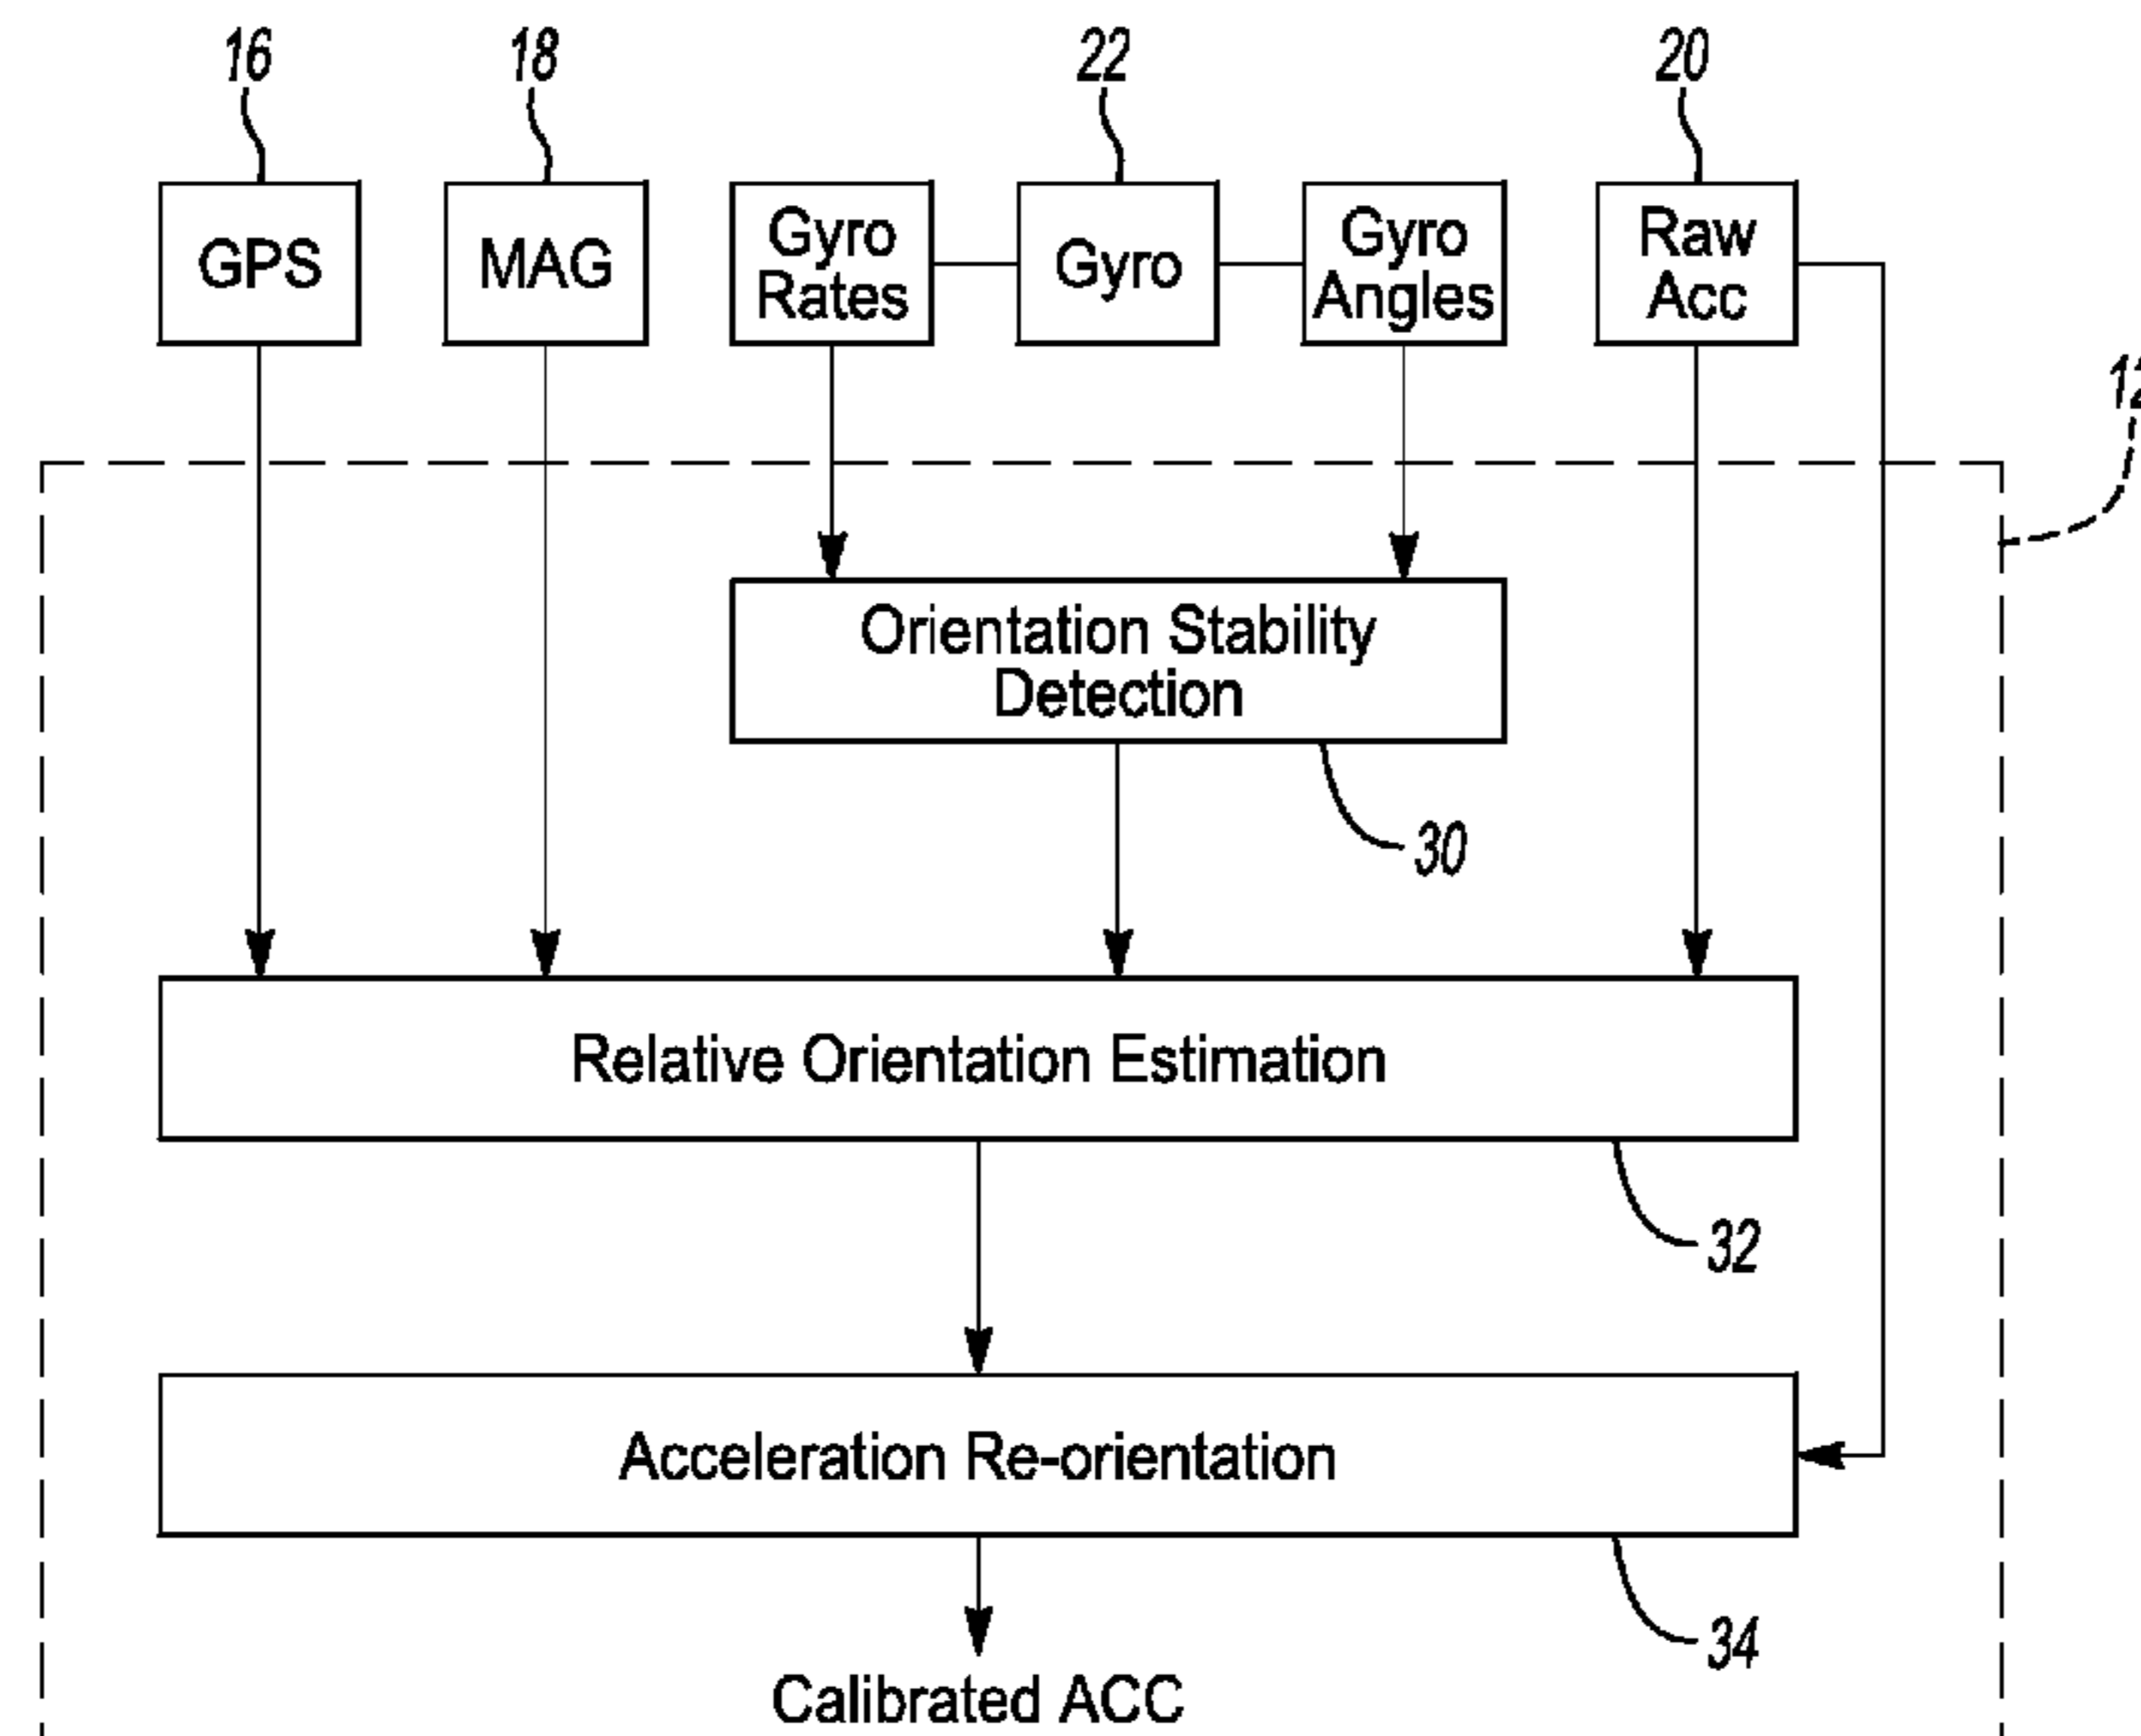 16 18 22 20
GPS
MAG
Gyro
Rates
Gyro
Gyro
Angles
Raw
Acc
12
Orientation Stability
Detection
30
Relative Orientation Estimation
32
Acceleration Re-orientation
34
Calibrated ACC